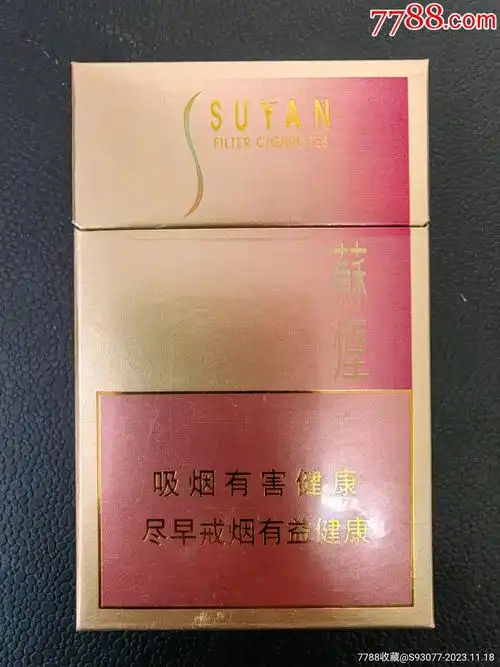 7788.com
SUYAN
FILTER CIGARETTES
蘇
煙
吸烟有害健康
尽早戒烟有益健康
7788收藏@S93077-2023.11.18